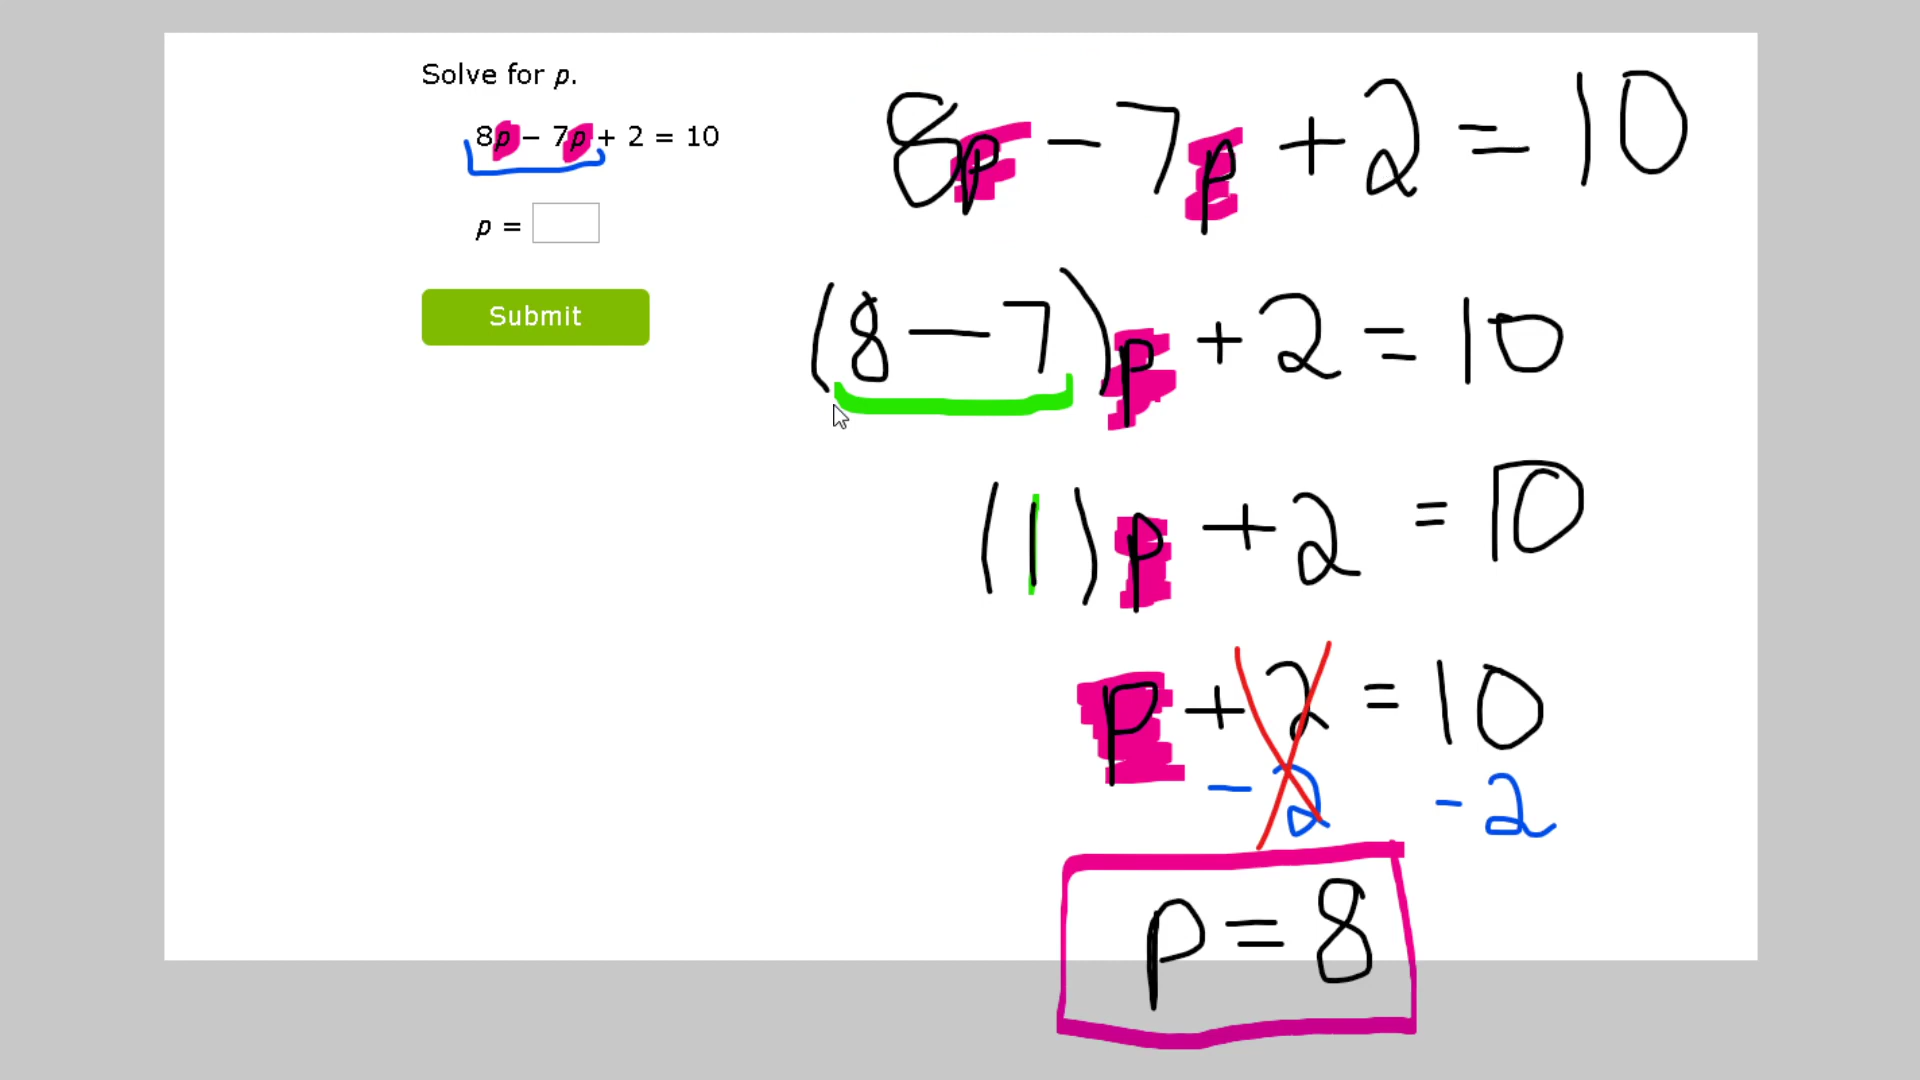 Solve for p.
8p − 7p + 2 = 10
p =
Submit
8p − 7p + 2 = 10
(8 − 7)p + 2 = 10
(1)p + 2 = 10
p + 2 = 10
− 2 − 2
p = 8